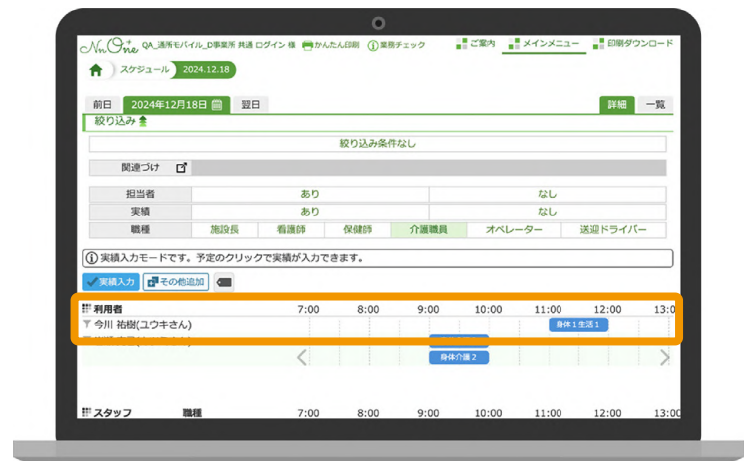 NnOne QA_通所モバイル_D事業所 共通 ログイン 様 かんたん印刷 業務チェック ご案内 メインメニュー 印刷ダウンロード
スケジュール 2024.12.18
前日 2024年12月18日 翌日 詳細 一覧
絞り込み
絞り込み条件なし
関連づけ
担当者 あり なし
実績 あり なし
職種 施設長 看護師 保健師 介護職員 オペレーター 送迎ドライバー
実績入力モードです。予定のクリックで実績が入力できます。
実績入力 その他追加
利用者 7:00 8:00 9:00 10:00 11:00 12:00 13:0
今川 祐樹(ユウキさん) 身体1生活1
身体介護2
スタッフ 職種 7:00 8:00 9:00 10:00 11:00 12:00 13:00